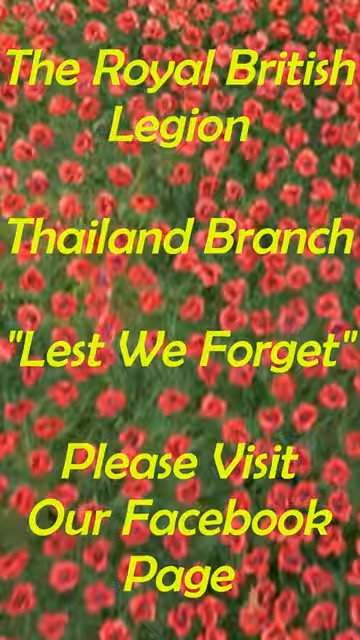 The Royal British
Legion
Thailand Branch
"Lest We Forget"
Please Visit
Our Facebook
Page